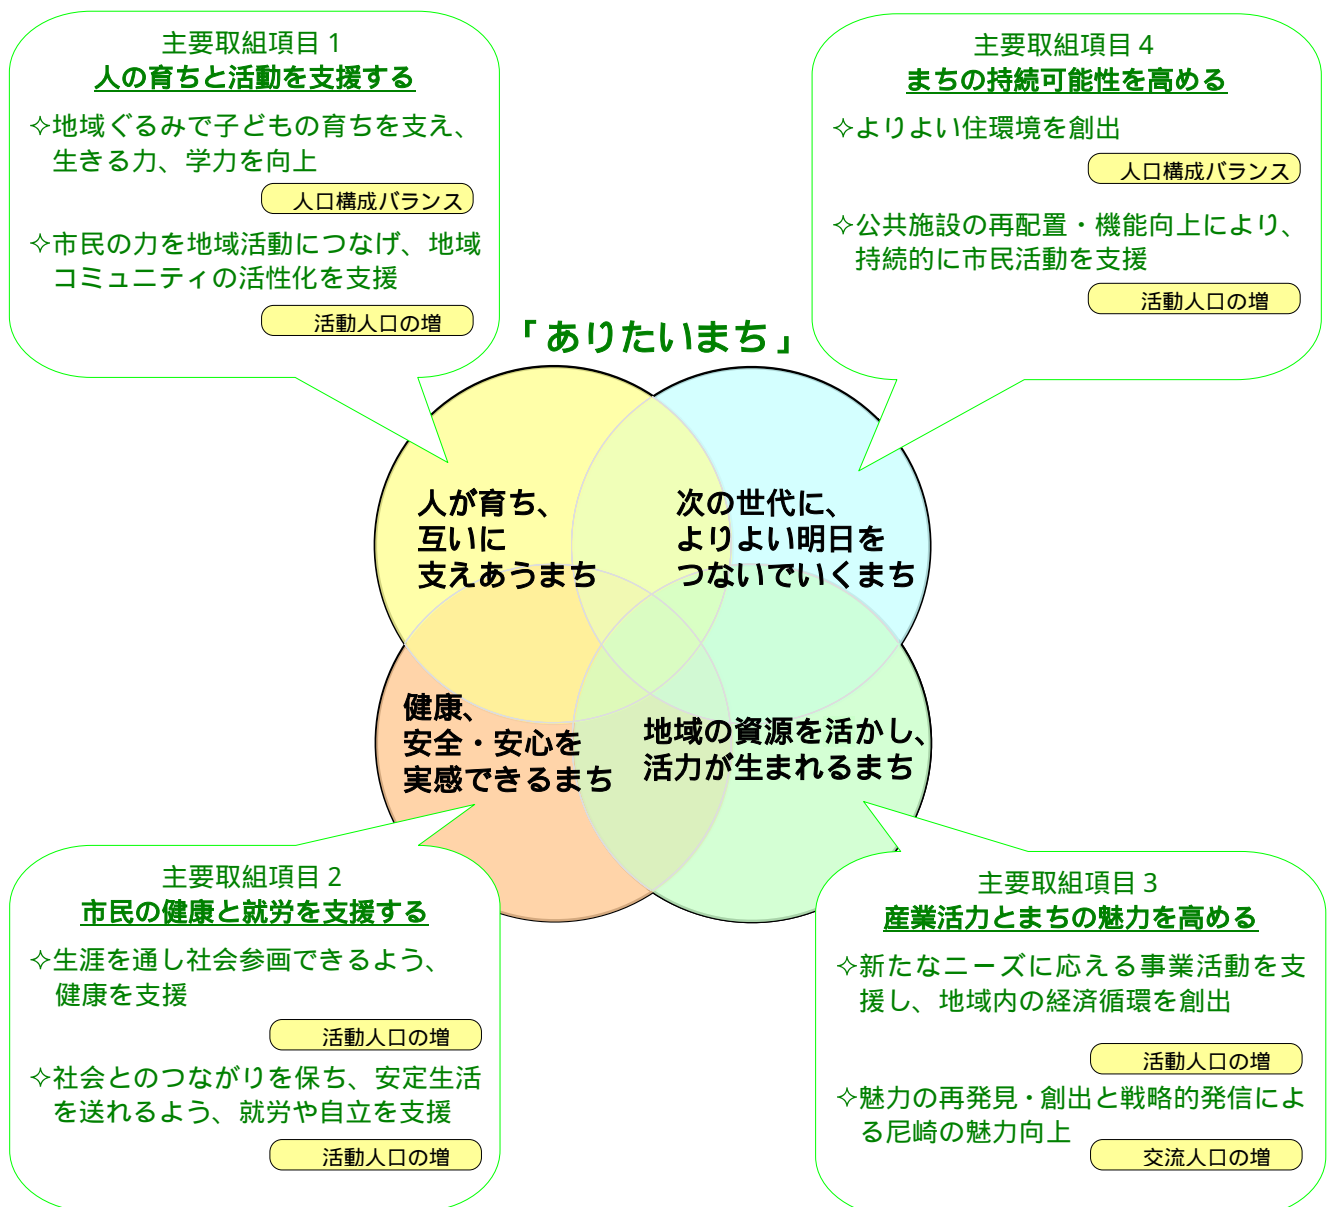 主要取組項目1
人の育ちと活動を支援する
✧地域ぐるみで子どもの育ちを支え、
生きる力、学力を向上
人口構成バランス
✧市民の力を地域活動につなげ、地域
コミュニティの活性化を支援
活動人口の増
主要取組項目4
まちの持続可能性を高める
✧よりよい住環境を創出
人口構成バランス
✧公共施設の再配置・機能向上により、
持続的に市民活動を支援
活動人口の増
「ありたいまち」
人が育ち、
互いに
支えあうまち
次の世代に、
よりよい明日を
つないでいくまち
健康、
安全・安心を
実感できるまち
地域の資源を活かし、
活力が生まれるまち
主要取組項目2
市民の健康と就労を支援する
✧生涯を通し社会参画できるよう、
健康を支援
活動人口の増
✧社会とのつながりを保ち、安定生活
を送れるよう、就労や自立を支援
活動人口の増
主要取組項目3
産業活力とまちの魅力を高める
✧新たなニーズに応える事業活動を支
援し、地域内の経済循環を創出
活動人口の増
✧魅力の再発見・創出と戦略的発信によ
る尼崎の魅力向上
交流人口の増